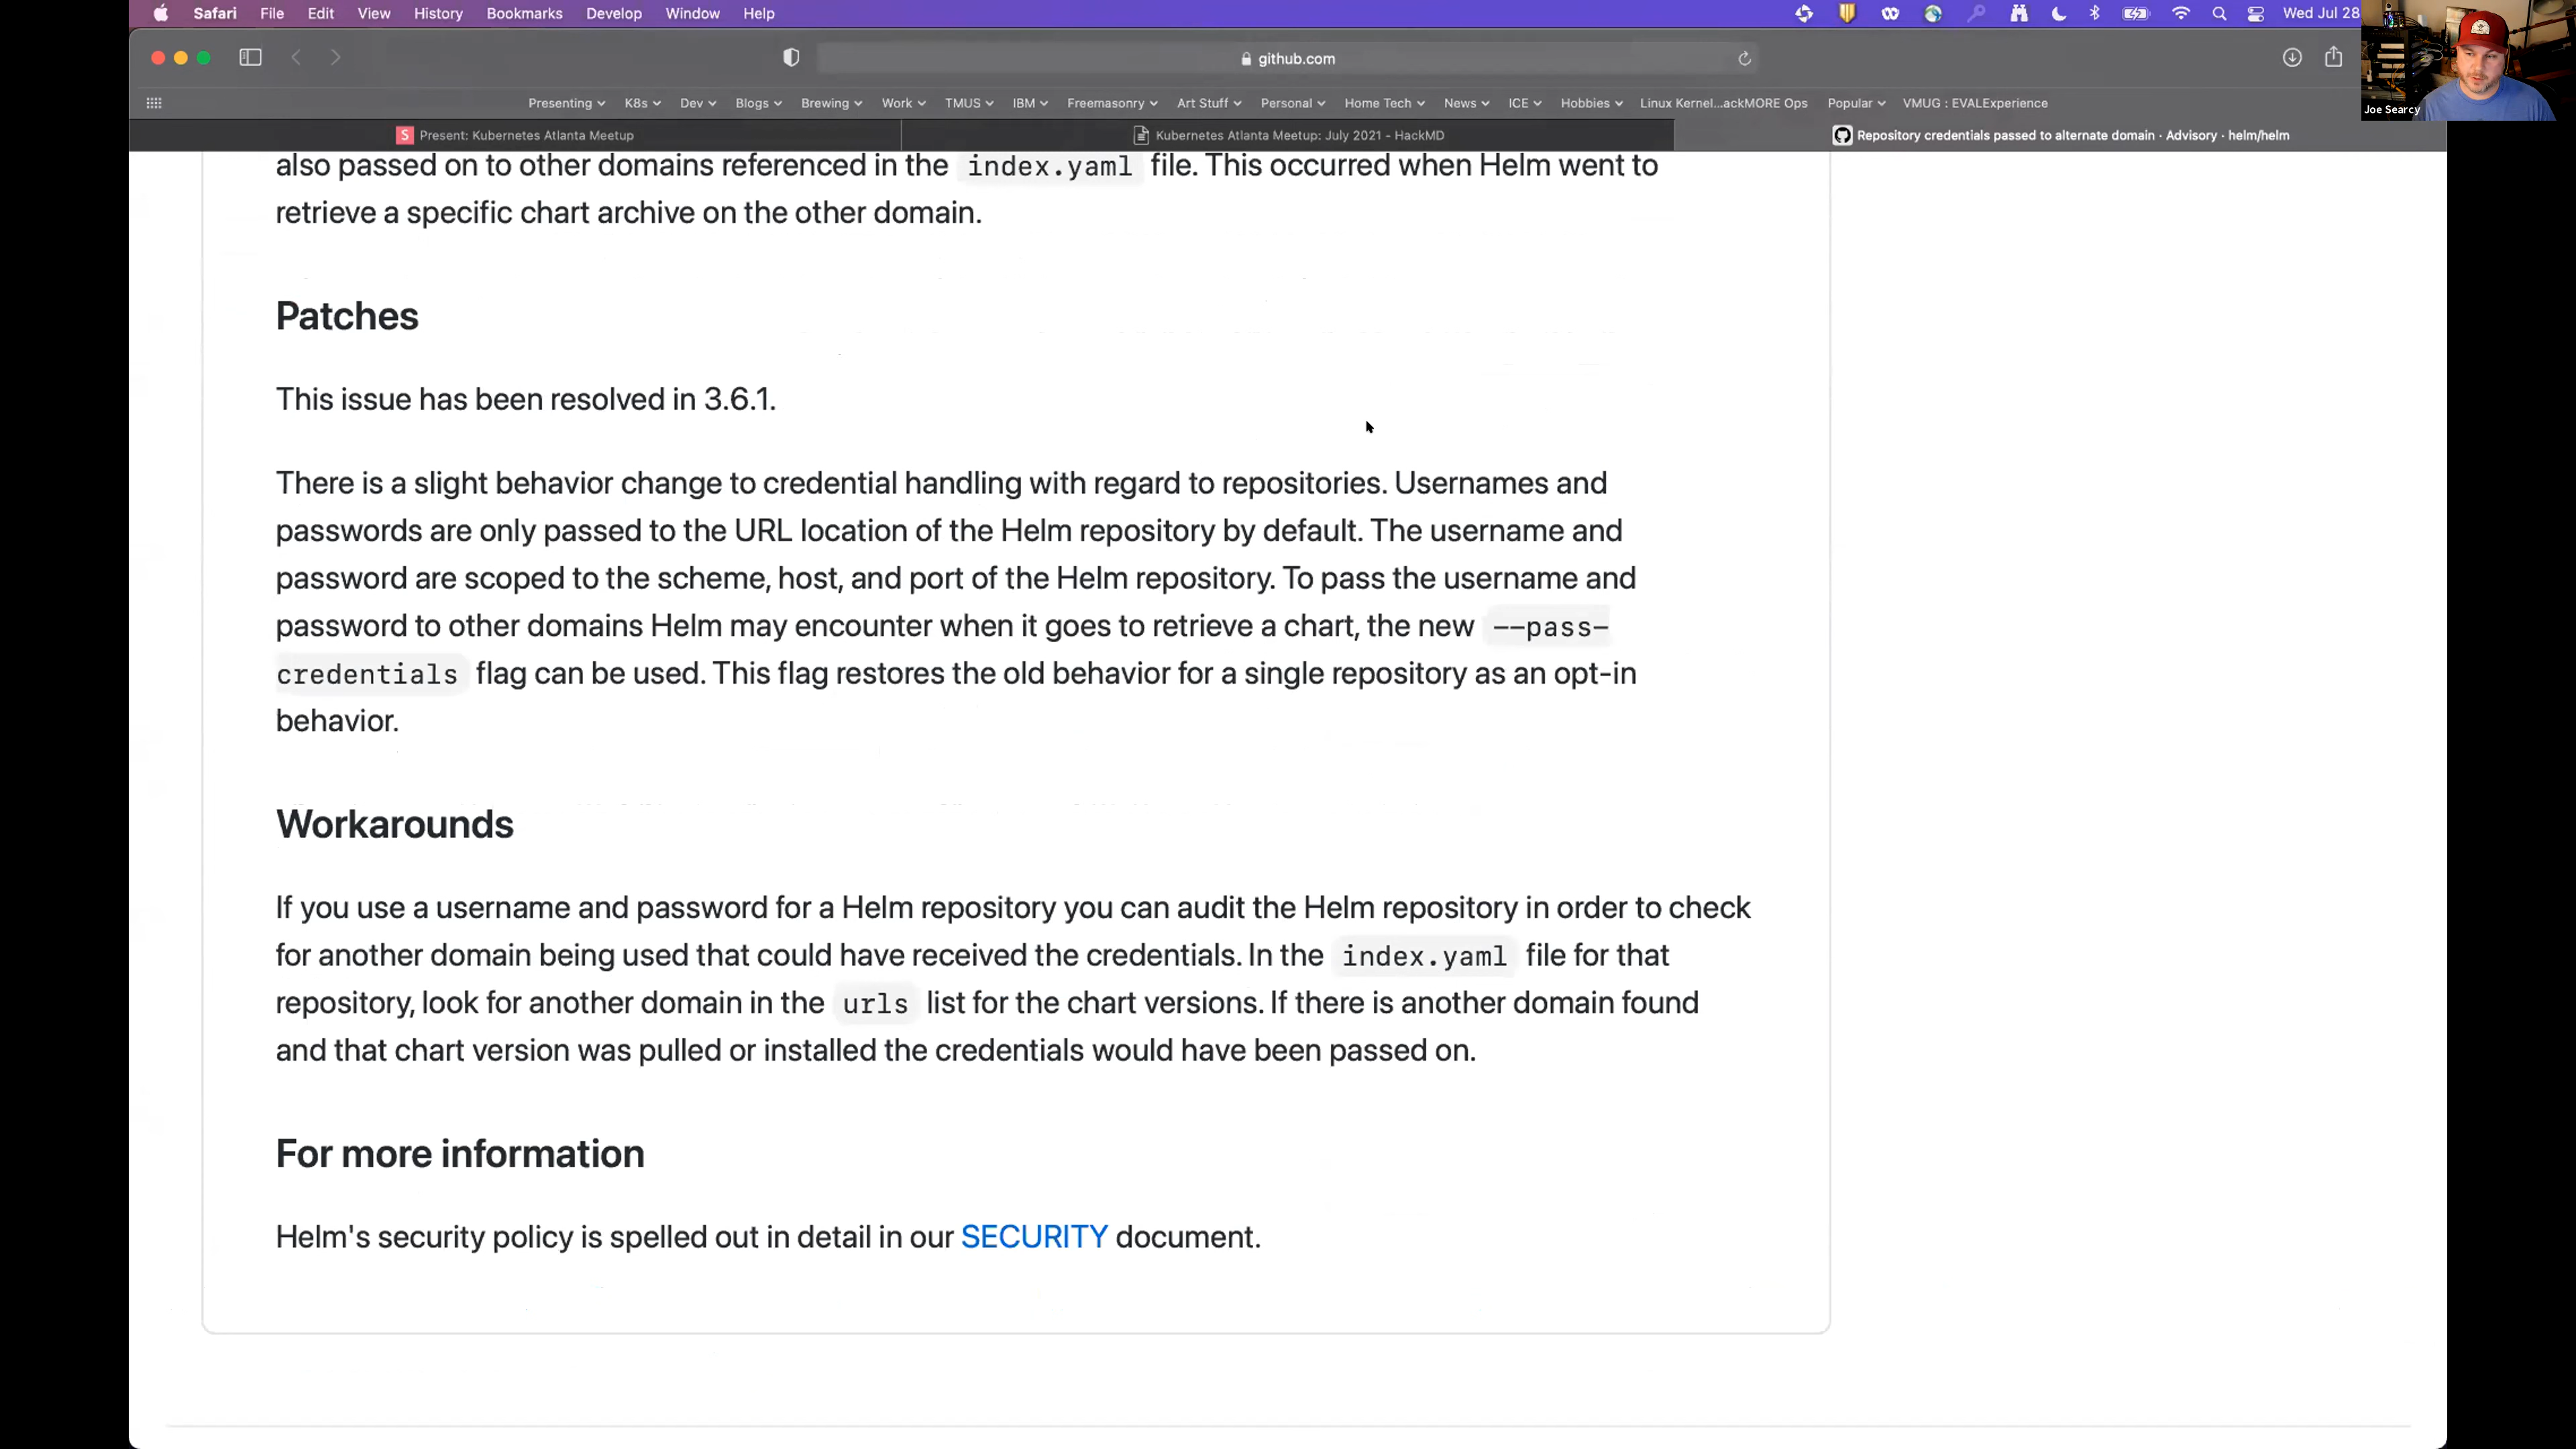 Safari File Edit View History Bookmarks Develop Window Help Wed Jul 28
github.com
Presenting K8s Dev Blogs Brewing Work TMUS IBM Freemasonry Art Stuff Personal Home Tech News ICE Hobbies Linux Kernel...ackMORE Ops Popular VMUG : EVALExperience
Joe Searcy
S Present: Kubernetes Atlanta Meetup Kubernetes Atlanta Meetup: July 2021 - HackMD Repository credentials passed to alternate domain · Advisory · helm/helm
also passed on to other domains referenced in the index.yaml file. This occurred when Helm went to
retrieve a specific chart archive on the other domain.
Patches
This issue has been resolved in 3.6.1.
There is a slight behavior change to credential handling with regard to repositories. Usernames and
passwords are only passed to the URL location of the Helm repository by default. The username and
password are scoped to the scheme, host, and port of the Helm repository. To pass the username and
password to other domains Helm may encounter when it goes to retrieve a chart, the new --pass-
credentials flag can be used. This flag restores the old behavior for a single repository as an opt-in
behavior.
Workarounds
If you use a username and password for a Helm repository you can audit the Helm repository in order to check
for another domain being used that could have received the credentials. In the index.yaml file for that
repository, look for another domain in the urls list for the chart versions. If there is another domain found
and that chart version was pulled or installed the credentials would have been passed on.
For more information
Helm's security policy is spelled out in detail in our SECURITY document.